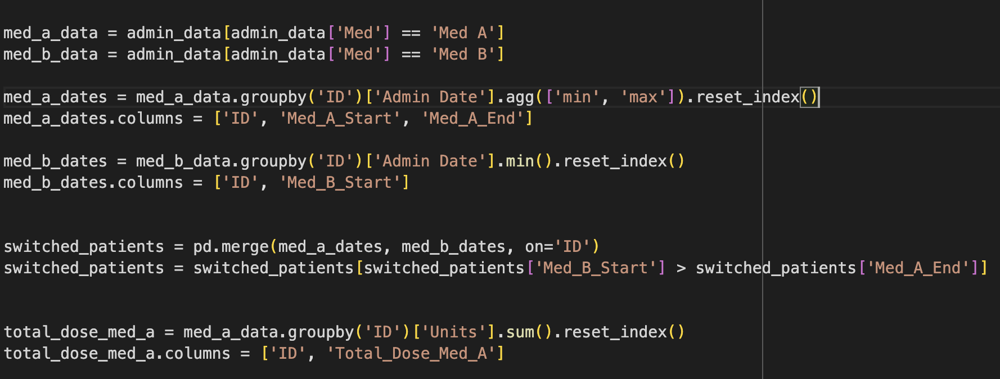 med_a_data = admin_data[admin_data['Med'] == 'Med A']
med_b_data = admin_data[admin_data['Med'] == 'Med B']
med_a_dates = med_a_data.groupby('ID')['Admin Date'].agg(['min', 'max']).reset_index()
med_a_dates.columns = ['ID', 'Med_A_Start', 'Med_A_End']
med_b_dates = med_b_data.groupby('ID')['Admin Date'].min().reset_index()
med_b_dates.columns = ['ID', 'Med_B_Start']
switched_patients = pd.merge(med_a_dates, med_b_dates, on='ID')
switched_patients = switched_patients[switched_patients['Med_B_Start'] > switched_patients['Med_A_End']]
total_dose_med_a = med_a_data.groupby('ID')['Units'].sum().reset_index()
total_dose_med_a.columns = ['ID', 'Total_Dose_Med_A']